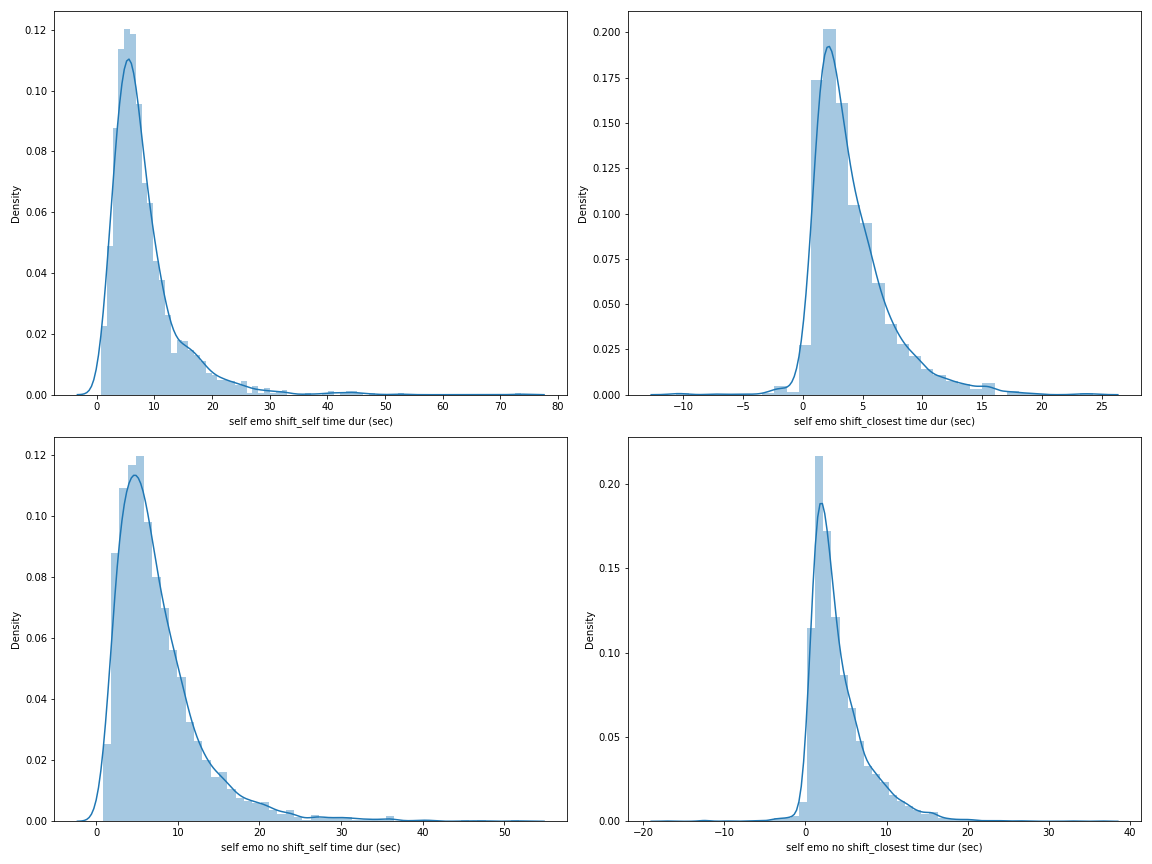 0.12
0.10
0.08
0.06
0.04
0.02
0.00
Density
0 10 20 30 40 50 60 70 80
self emo shift_self time dur (sec)
0.200
0.175
0.150
0.125
0.100
0.075
0.050
0.025
0.000
Density
−10 −5 0 5 10 15 20 25
self emo shift_closest time dur (sec)
0.12
0.10
0.08
0.06
0.04
0.02
0.00
Density
0 10 20 30 40 50
self emo no shift_self time dur (sec)
0.20
0.15
0.10
0.05
0.00
Density
−20 −10 0 10 20 30 40
self emo no shift_closest time dur (sec)